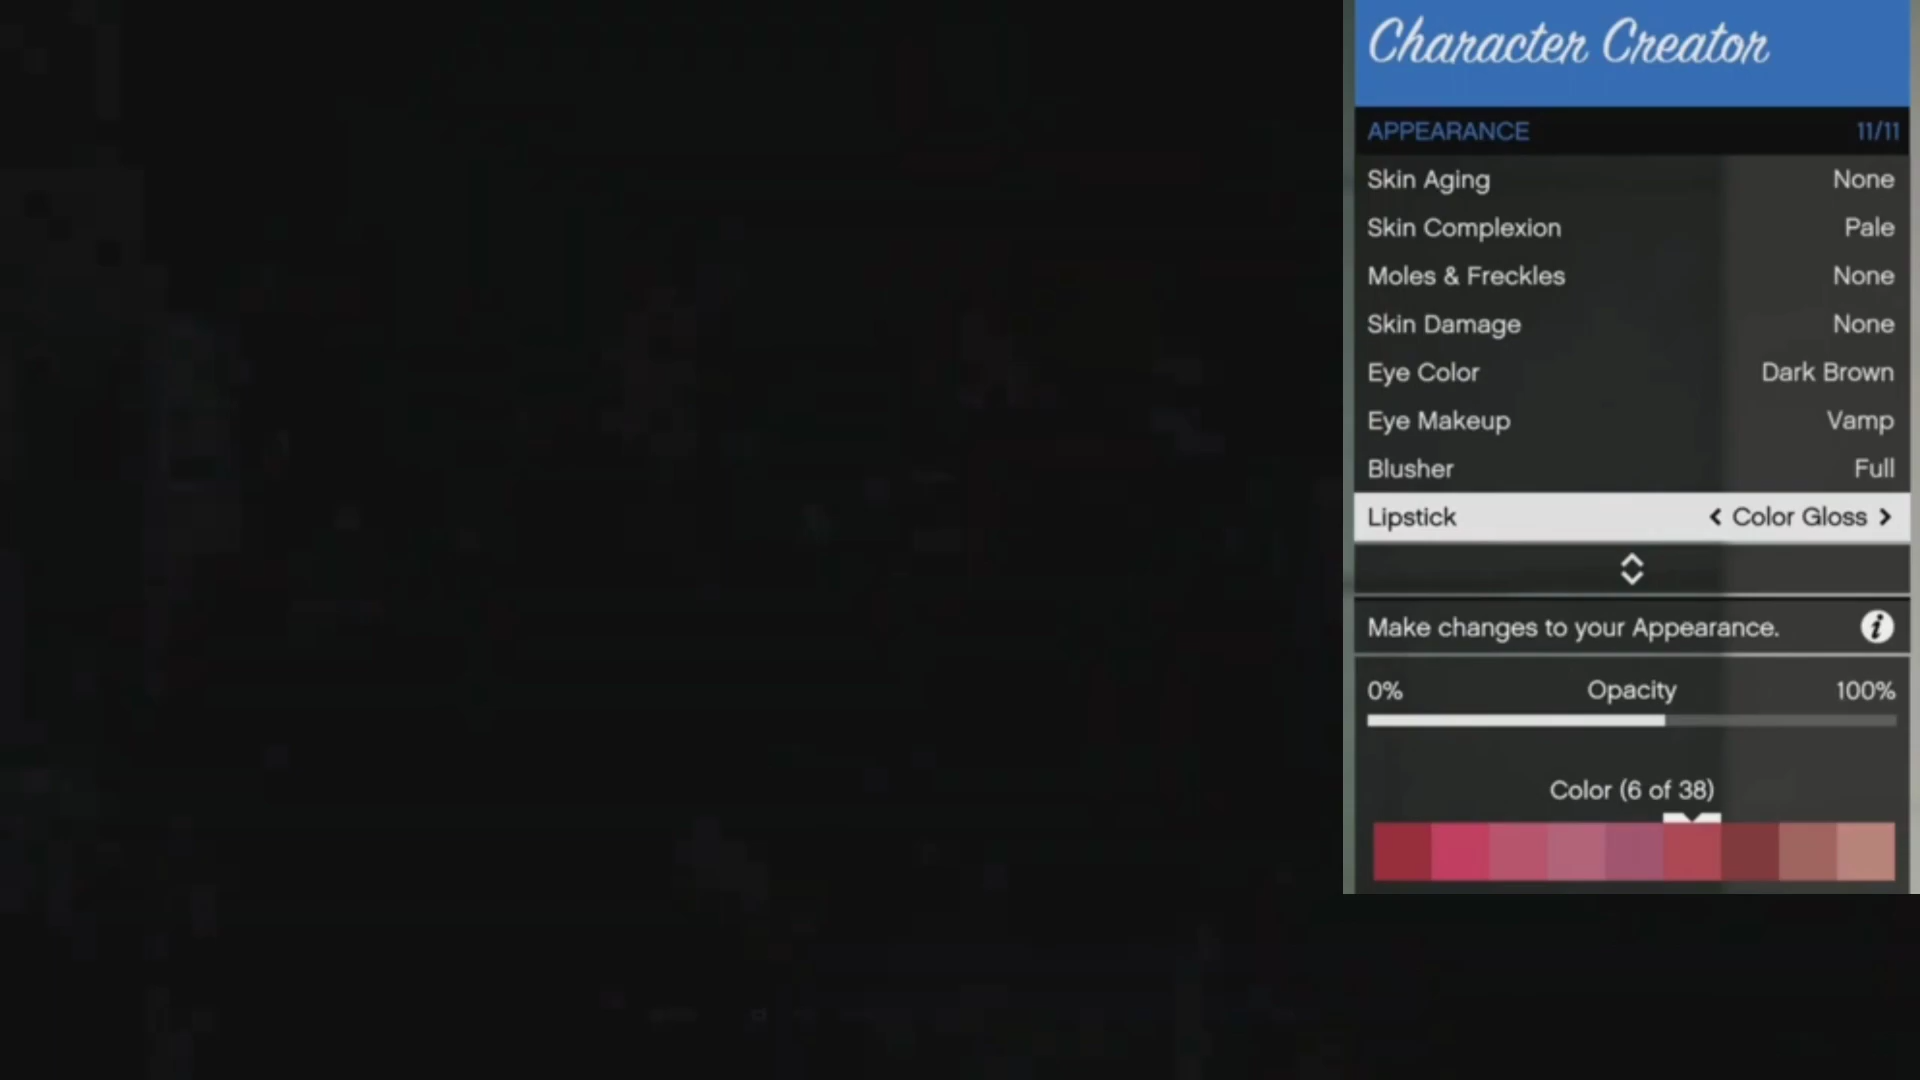 Character Creator
APPEARANCE 11/11
Skin Aging None
Skin Complexion Pale
Moles & Freckles None
Skin Damage None
Eye Color Dark Brown
Eye Makeup Vamp
Blusher Full
Lipstick Color Gloss
Make changes to your Appearance.
0% Opacity 100%
Color (6 of 38)